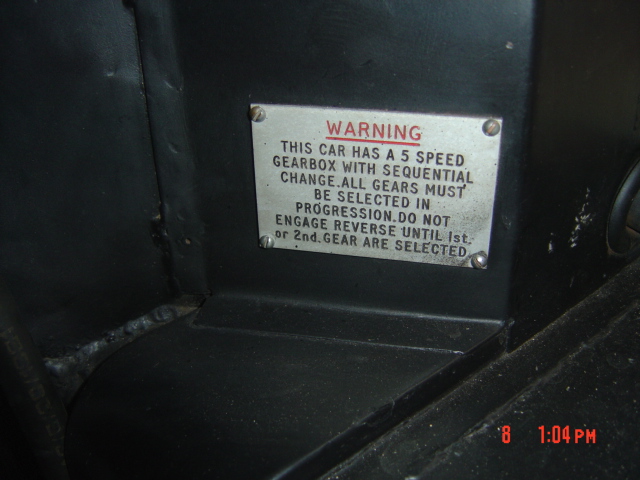 WARNING
THIS CAR HAS A 5 SPEED
GEARBOX WITH SEQUENTIAL
CHANGE.ALL GEARS MUST
BE SELECTED IN
PROGRESSION.DO NOT
ENGAGE REVERSE UNTIL 1st.
or 2nd.GEAR ARE SELECTED
8 1:04PM